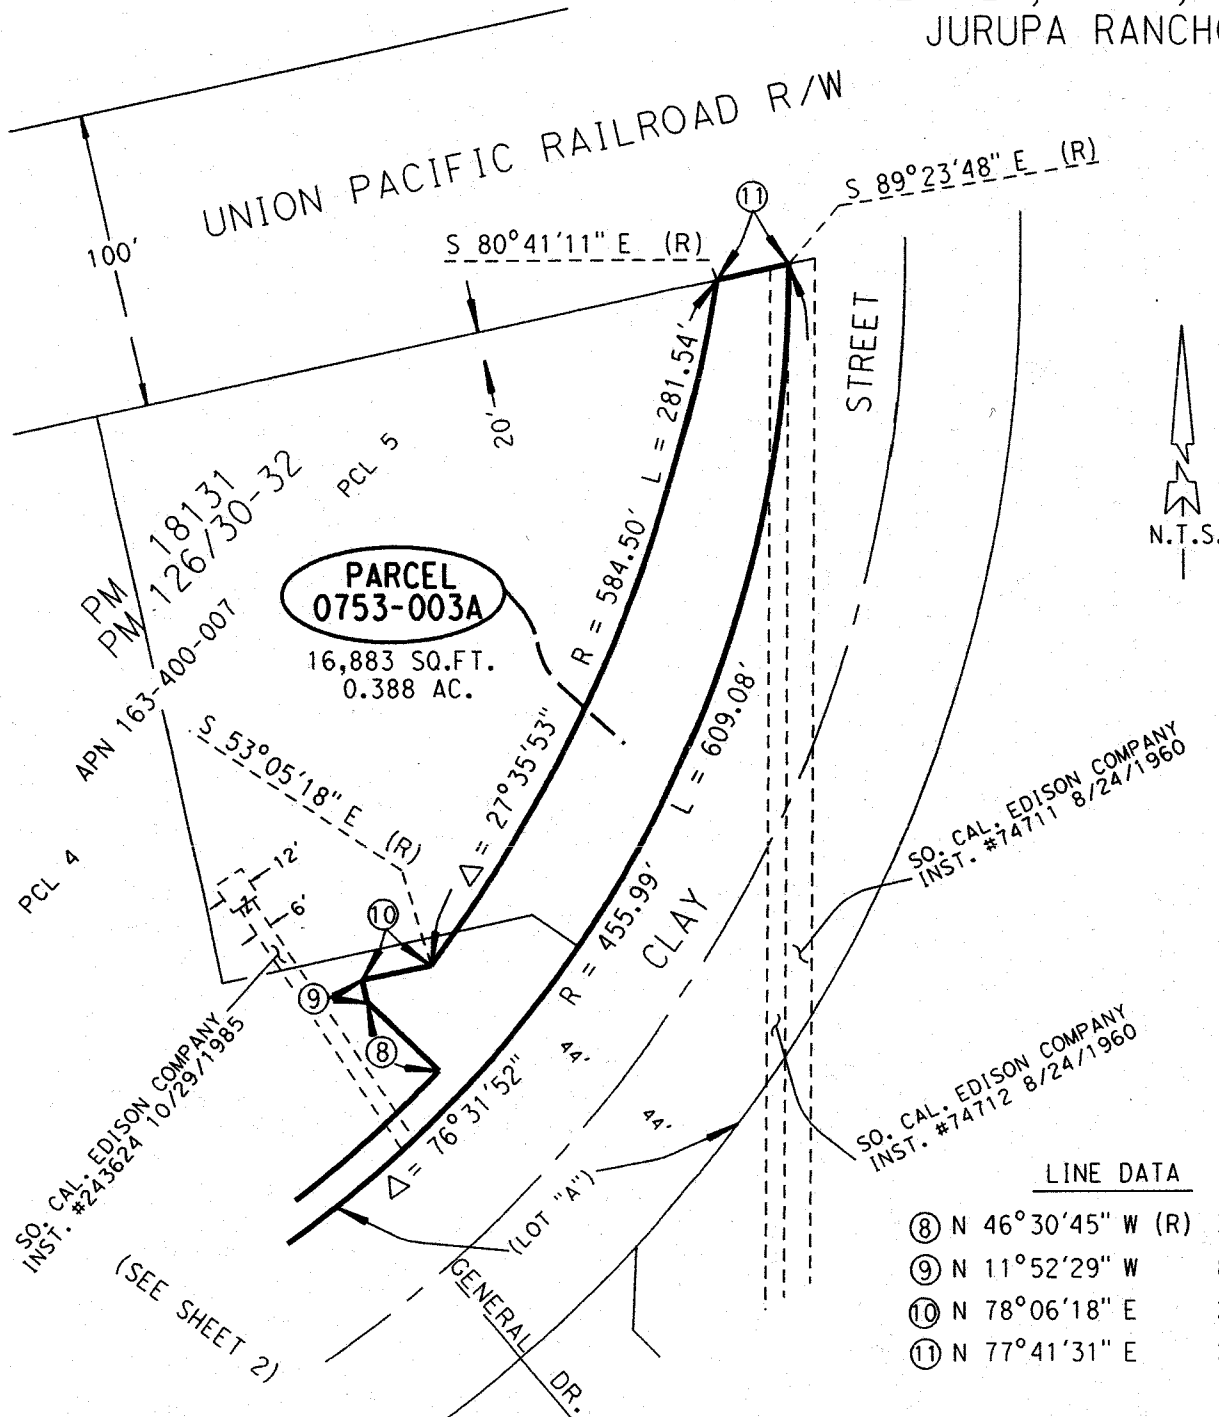 JURUPA RANCHO
UNION PACIFIC RAILROAD R/W
100'
S 80°41'11" E (R)
11
S 89°23'48" E (R)
20'
STREET
N.T.S.
PM 18131
PM 126/30-32
PCL 5
APN 163-400-007
PARCEL
0753-003A
16,883 SQ.FT.
0.388 AC.
Δ = 27°35'53" R = 584.50' L = 281.54'
S 53°05'18" E (R)
PCL 4
12'
6'
10
9
8
Δ = 76°31'52" R = 455.99' L = 609.08'
CLAY
44'
44'
SO. CAL. EDISON COMPANY
INST. #74711 8/24/1960
SO. CAL. EDISON COMPANY
INST. #74712 8/24/1960
SO. CAL. EDISON COMPANY
INST. #243624 10/29/1985
(LOT "A")
(SEE SHEET 2)
GENERAL DR.
LINE DATA
8 N 46°30'45" W (R)
9 N 11°52'29" W
10 N 78°06'18" E
11 N 77°41'31" E